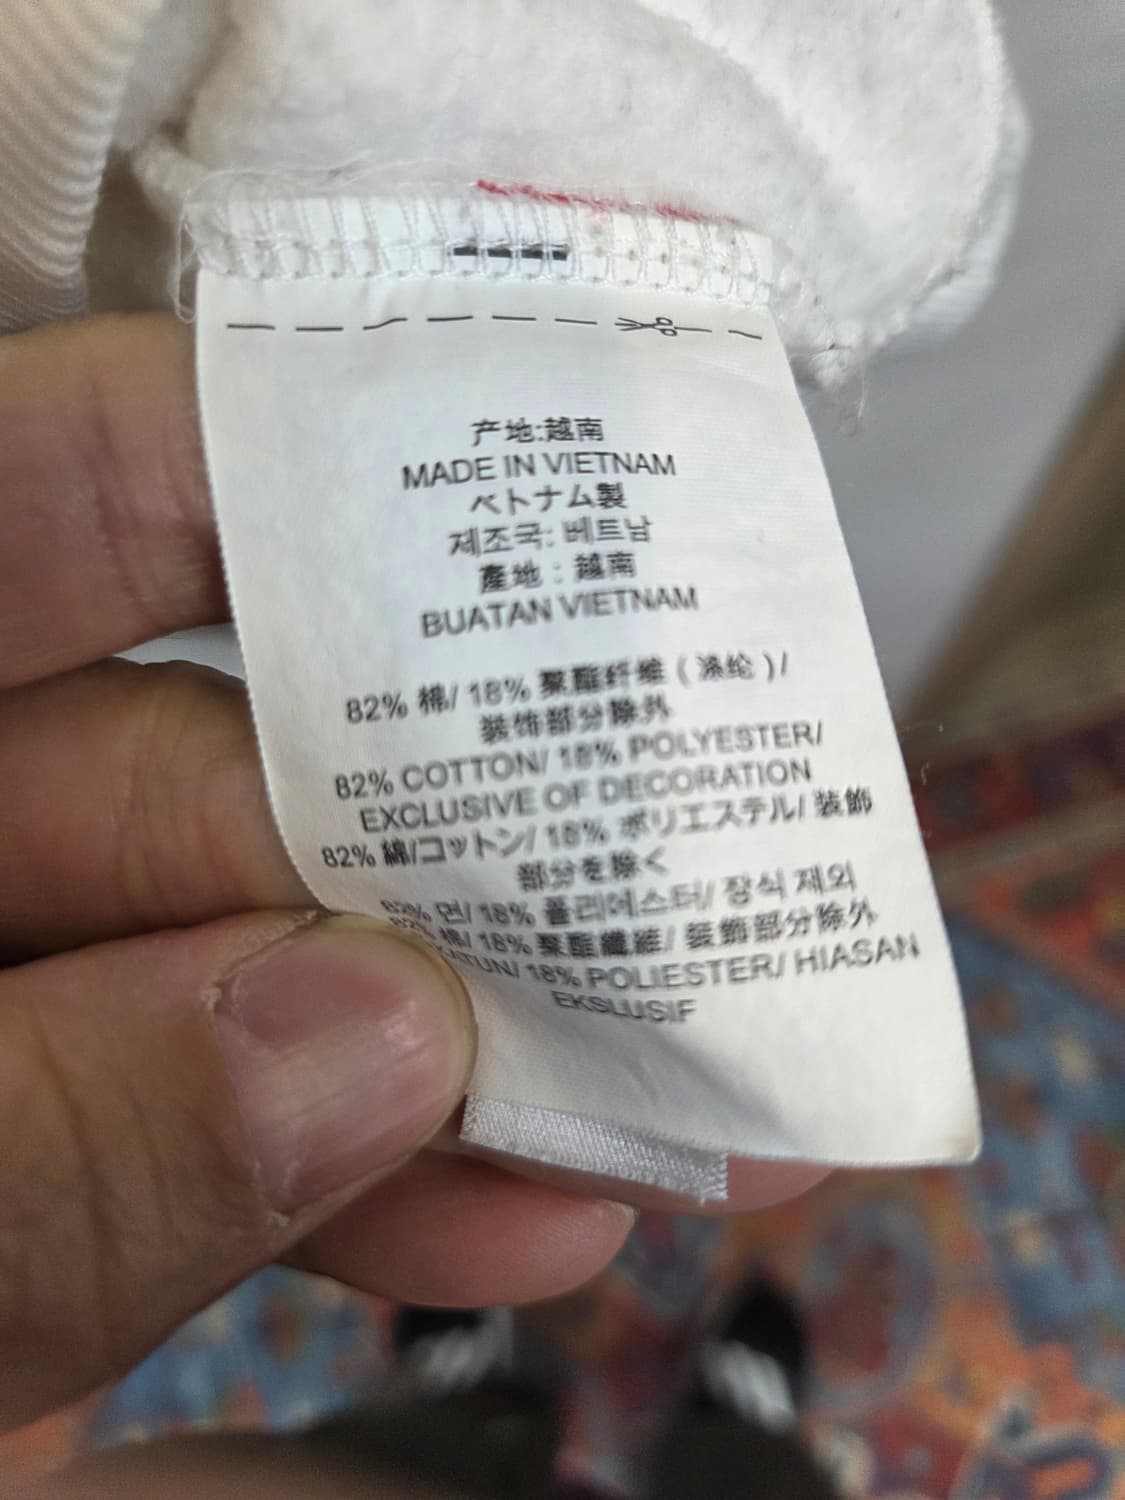 产地:越南
MADE IN VIETNAM
ベトナム製
제조국: 베트남
產地：越南
BUATAN VIETNAM
82% 棉/ 18% 聚酯纤维 ( 涤纶 )/
装饰部分除外
82% COTTON/ 18% POLYESTER/
EXCLUSIVE OF DECORATION
82% 綿/コットン/ 18% ポリエステル/ 装飾
部分を除く
82% 면/ 18% 폴리에스터/ 장식 제외
82% 棉/ 18% 聚酯纖維/ 裝飾部分除外
18% POLIESTER/ HIASAN
EKSLUSIF